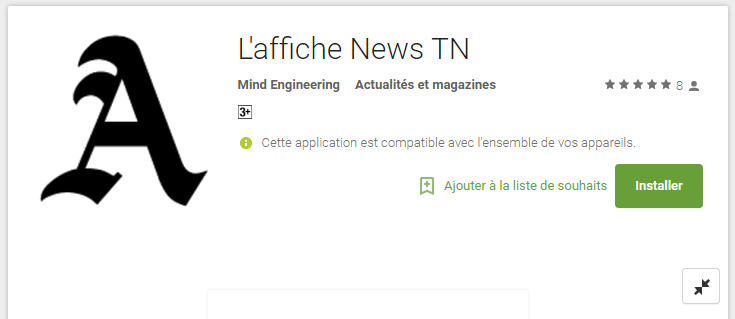 A
L'affiche News TN
Mind Engineering Actualités et magazines 8
3+
Cette application est compatible avec l'ensemble de vos appareils.
Ajouter à la liste de souhaits Installer